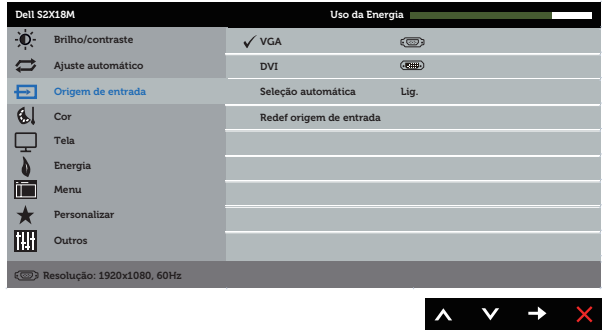 Dell S2X18M Uso da Energia
Brilho/contraste VGA
Ajuste automático DVI
Origem de entrada Seleção automática Lig.
Cor Redef origem de entrada
Tela
Energia
Menu
Personalizar
Outros
Resolução: 1920x1080, 60Hz